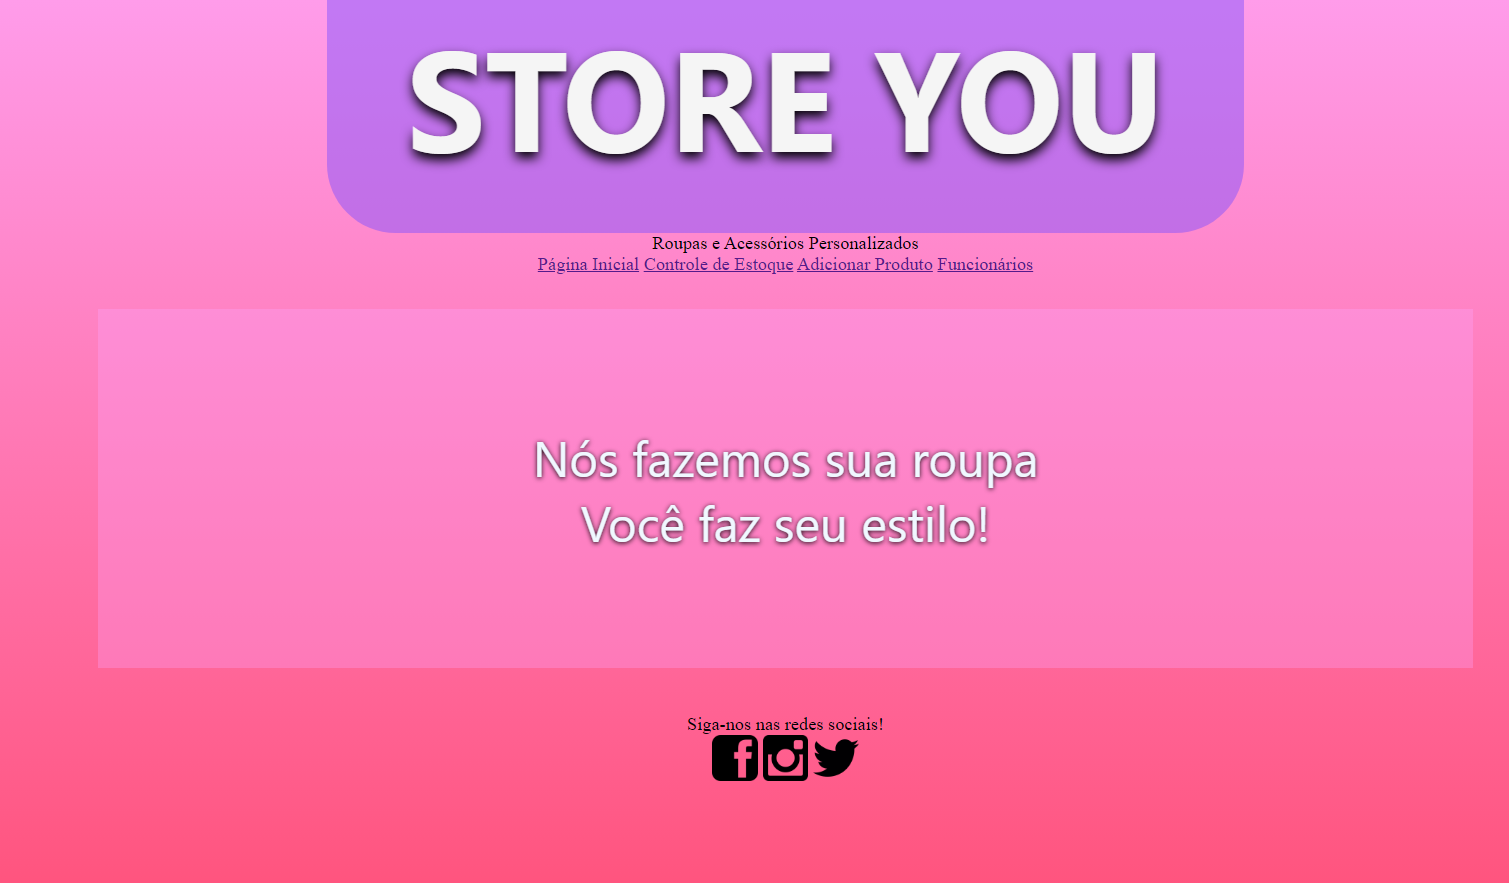 STORE YOU
Roupas e Acessórios Personalizados
Página Inicial Controle de Estoque Adicionar Produto Funcionários
Nós fazemos sua roupa
Você faz seu estilo!
Siga-nos nas redes sociais!